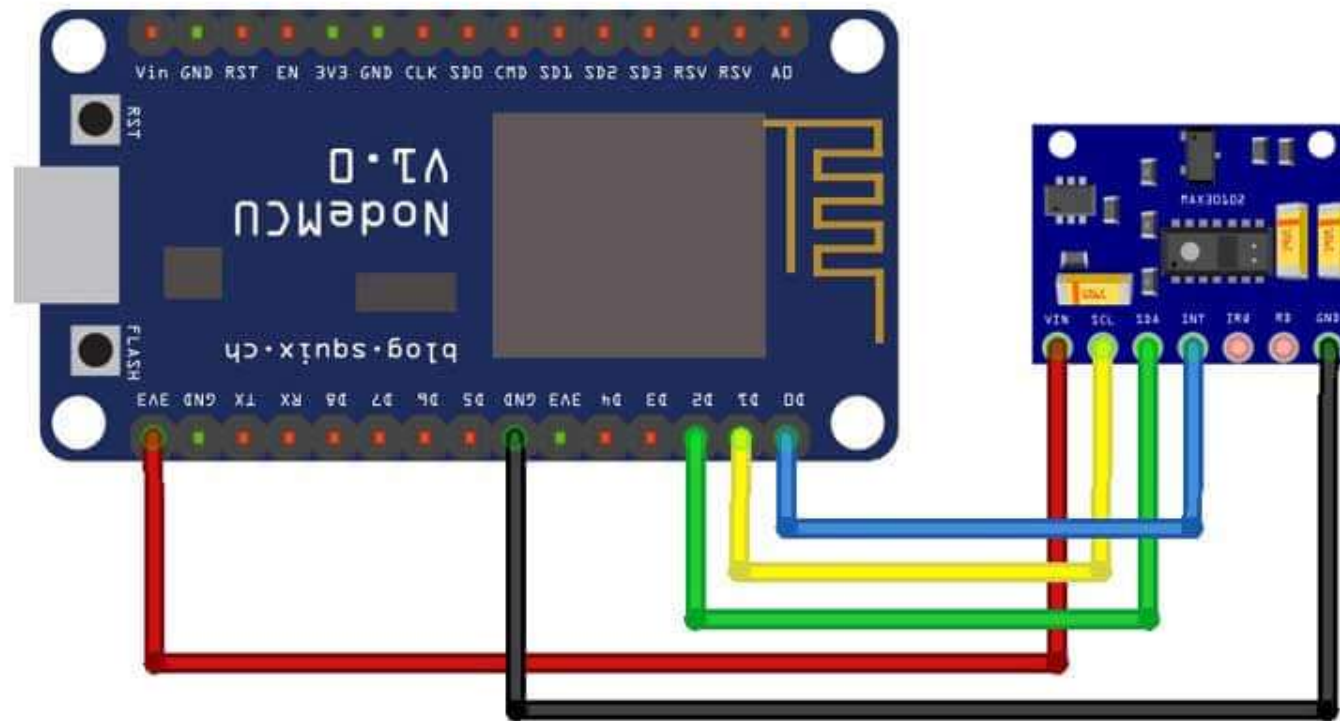 Vin GND RST EN 3V3 GND CLK SD0 CMD SD1 SD2 SD3 RSV RSV A0
RST
NodeMCU
V1.0
blog.squix.ch
FLASH
3V3 GND TX RX D8 D7 D6 D5 GND 3V3 D4 D3 D2 D1 D0
MAX30102
VIN SCL SDA INT IRD RD GND